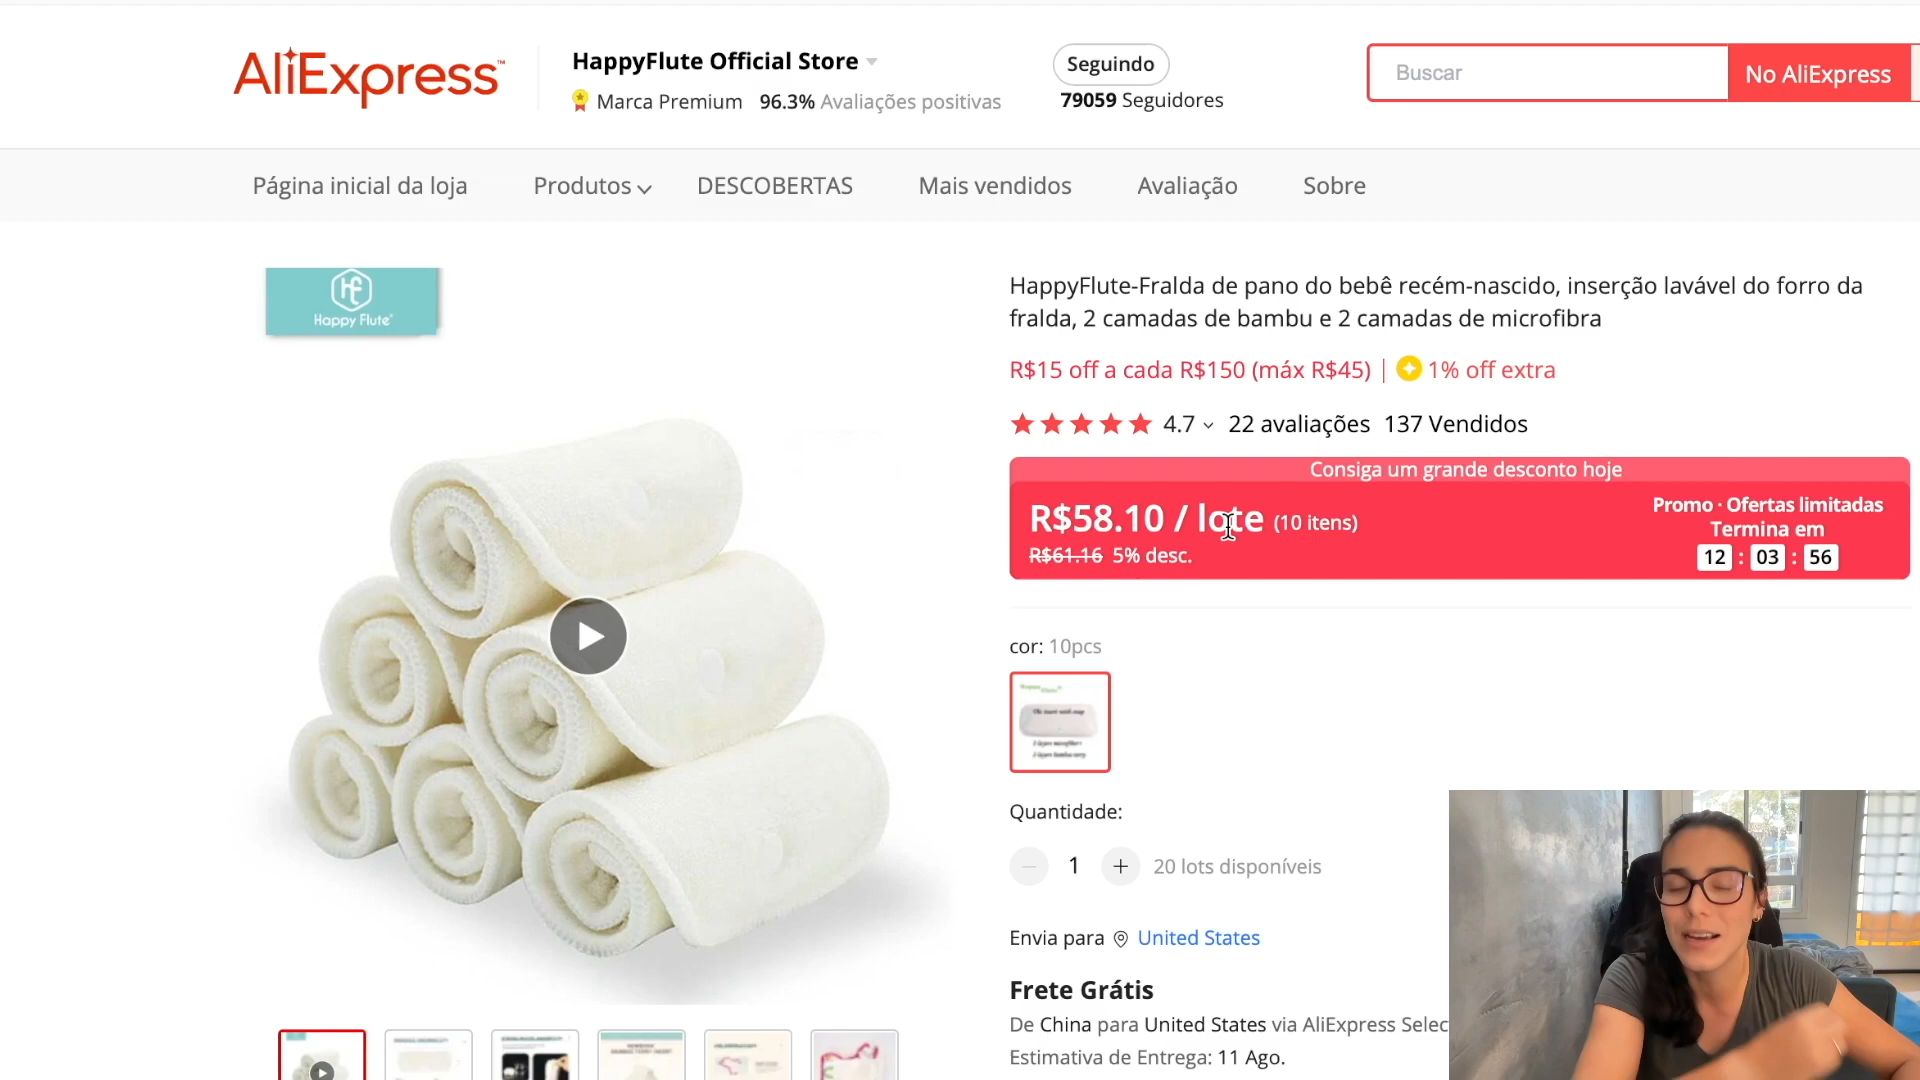 AliExpress™
HappyFlute Official Store
Marca Premium 96.3% Avaliações positivas
Seguindo
79059 Seguidores
Buscar
No AliExpress
Página inicial da loja
Produtos
DESCOBERTAS
Mais vendidos
Avaliação
Sobre
hf
Happy Flute
HappyFlute-Fralda de pano do bebê recém-nascido, inserção lavável do forro da
fralda, 2 camadas de bambu e 2 camadas de microfibra
R$15 off a cada R$150 (máx R$45) | 1% off extra
4.7 22 avaliações 137 Vendidos
Consiga um grande desconto hoje
R$58.10 / lote (10 itens)
R$61.16 5% desc.
Promo · Ofertas limitadas
Termina em
12 : 03 : 56
cor: 10pcs
Quantidade:
1
20 lots disponíveis
Envia para United States
Frete Grátis
De China para United States via AliExpress Selec
Estimativa de Entrega: 11 Ago.